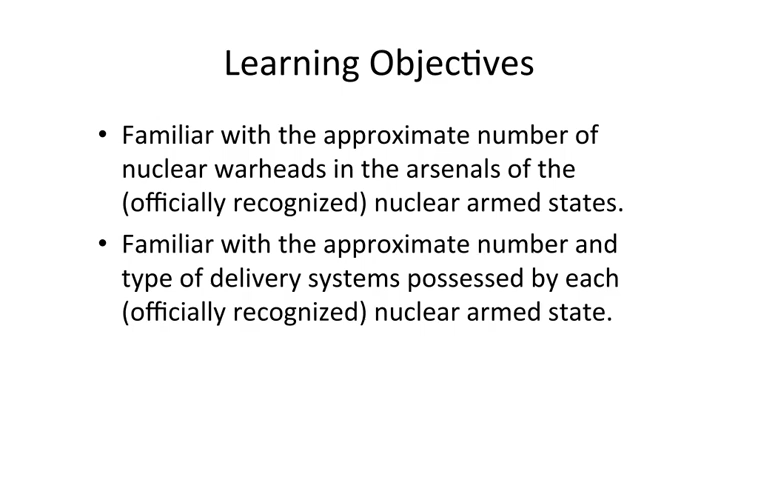 Learning Objectives
• Familiar with the approximate number of
nuclear warheads in the arsenals of the
(officially recognized) nuclear armed states.
• Familiar with the approximate number and
type of delivery systems possessed by each
(officially recognized) nuclear armed state.